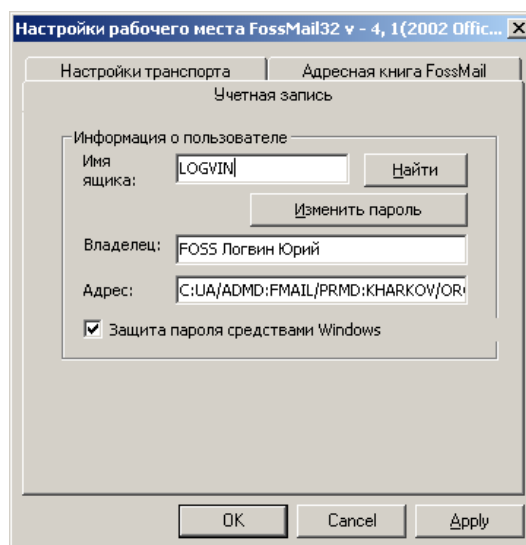 Настройки рабочего места FossMail32 v - 4, 1(2002 Offic...
Настройки транспорта
Адресная книга FossMail
Учетная запись
Информация о пользователе
Имя
ящика:
LOGVIN
Найти
Изменить пароль
Владелец:
FOSS Логвин Юрий
Адрес:
C:UA/ADMD:FMAIL/PRMD:KHARKOV/OR
Защита пароля средствами Windows
OK
Cancel
Apply